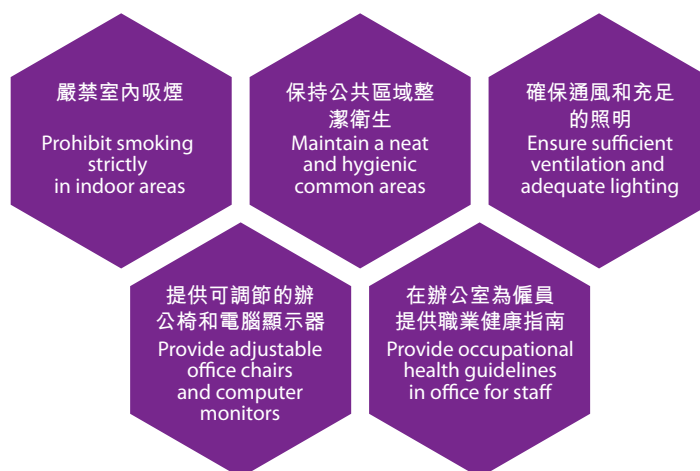 嚴禁室內吸煙
Prohibit smoking
strictly
in indoor areas
保持公共區域整
潔衛生
Maintain a neat
and hygienic
common areas
確保通風和充足
的照明
Ensure sufficient
ventilation and
adequate lighting
提供可調節的辦
公椅和電腦顯示器
Provide adjustable
office chairs
and computer
monitors
在辦公室為僱員
提供職業健康指南
Provide occupational
health guidelines
in office for staff